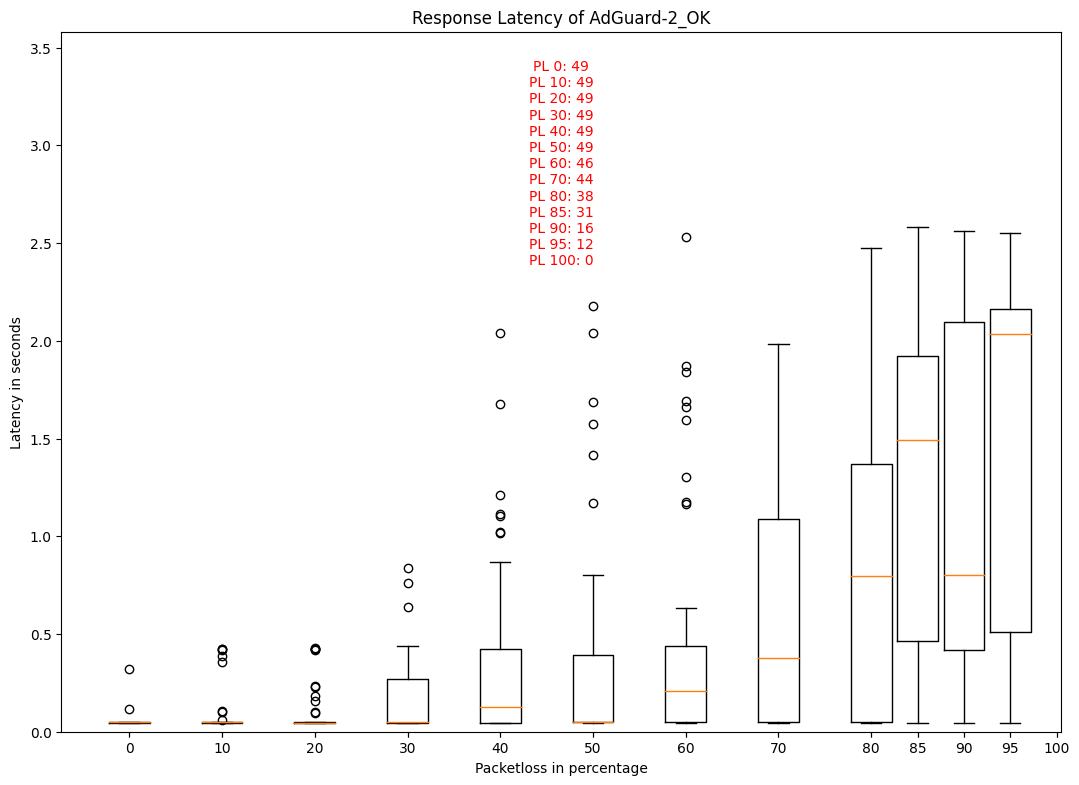 Response Latency of AdGuard-2_OK
3.5
3.0
2.5
2.0
1.5
1.0
0.5
0.0
Latency in seconds
PL 0: 49
PL 10: 49
PL 20: 49
PL 30: 49
PL 40: 49
PL 50: 49
PL 60: 46
PL 70: 44
PL 80: 38
PL 85: 31
PL 90: 16
PL 95: 12
PL 100: 0
0 10 20 30 40 50 60 70 80 85 90 95 100
Packetloss in percentage